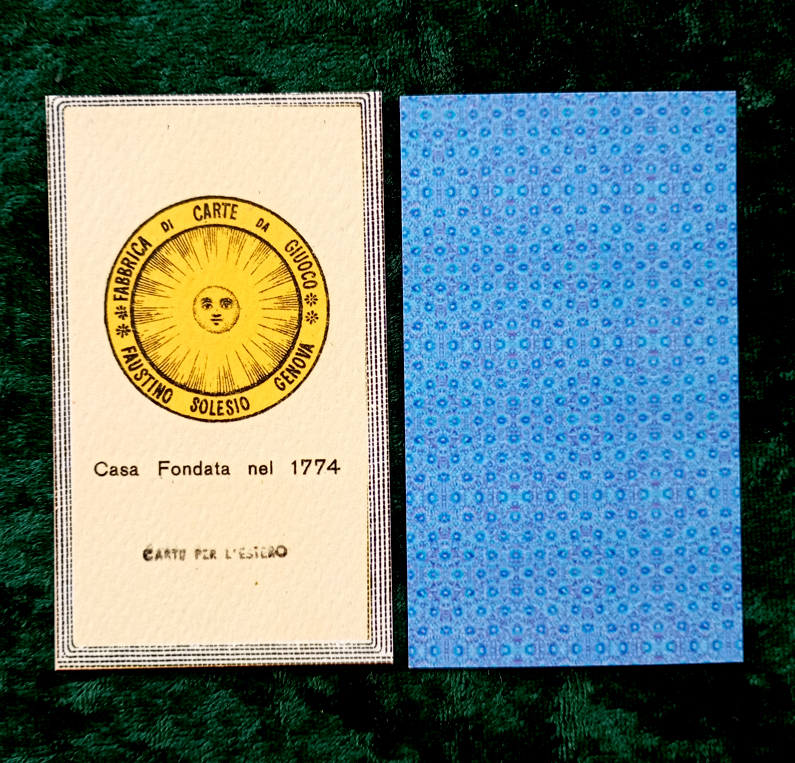 FABBRICA DI CARTE DA GIUOCO
FAUSTINO SOLESIO GENOVA
Casa Fondata nel 1774
CARTE PER L'ESTERO